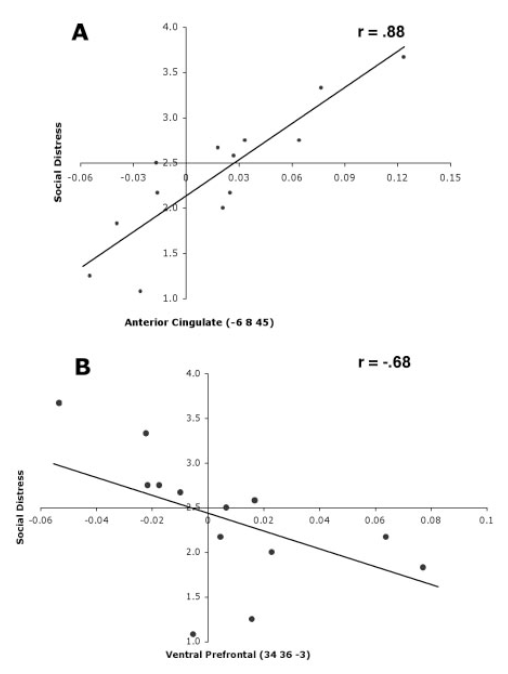 A
r = .88
4.0
3.5
3.0
2.5
2.0
1.5
1.0
-0.06 -0.03 0 0.03 0.06 0.09 0.12 0.15
Social Distress
Anterior Cingulate (-6 8 45)
B
r = -.68
4.0
3.5
3.0
2.5
2.0
1.5
1.0
-0.06 -0.04 -0.02 0 0.02 0.04 0.06 0.08 0.1
Social Distress
Ventral Prefrontal (34 36 -3)